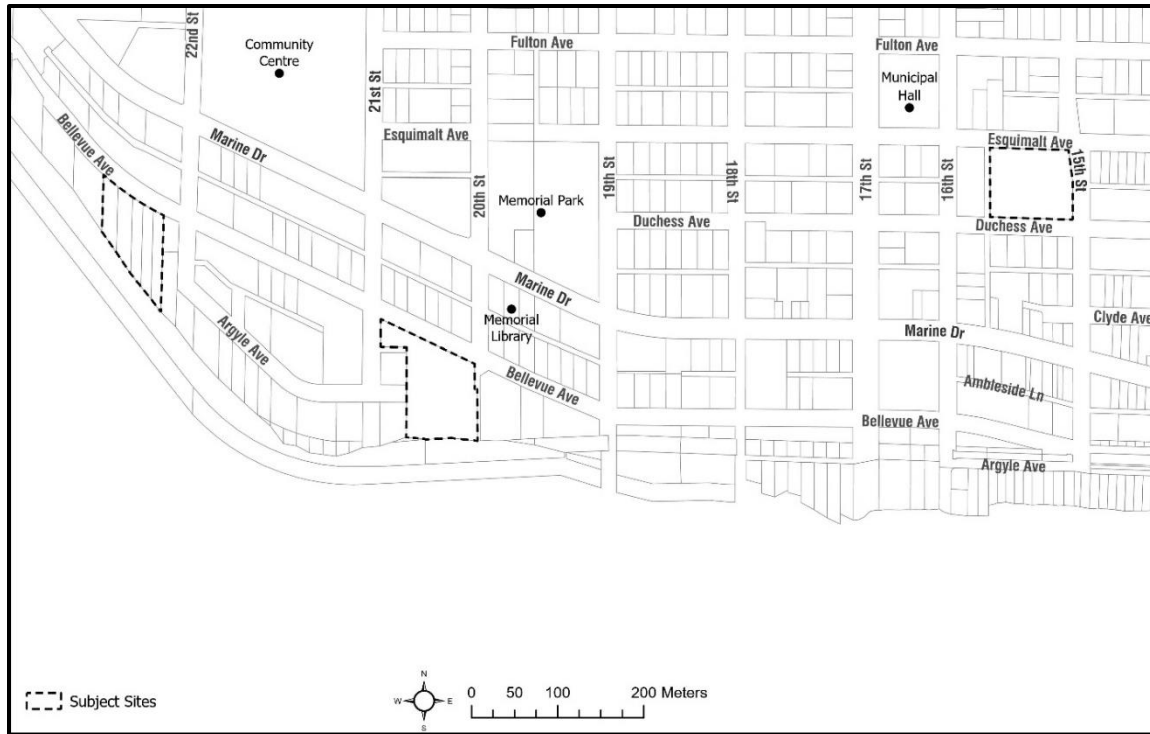 22nd St
Community
Centre
21st St
Fulton Ave
Fulton Ave
Municipal
Hall
Bellevue Ave
Marine Dr
Esquimalt Ave
20th St
Memorial Park
19th St
18th St
17th St
16th St
Esquimalt Ave
15th St
Duchess Ave
Duchess Ave
Marine Dr
Memorial
Library
Argyle Ave
Bellevue Ave
Marine Dr
Clyde Ave
Ambleside Ln
Bellevue Ave
Argyle Ave
Subject Sites
N
W E
S
0 50 100 200 Meters